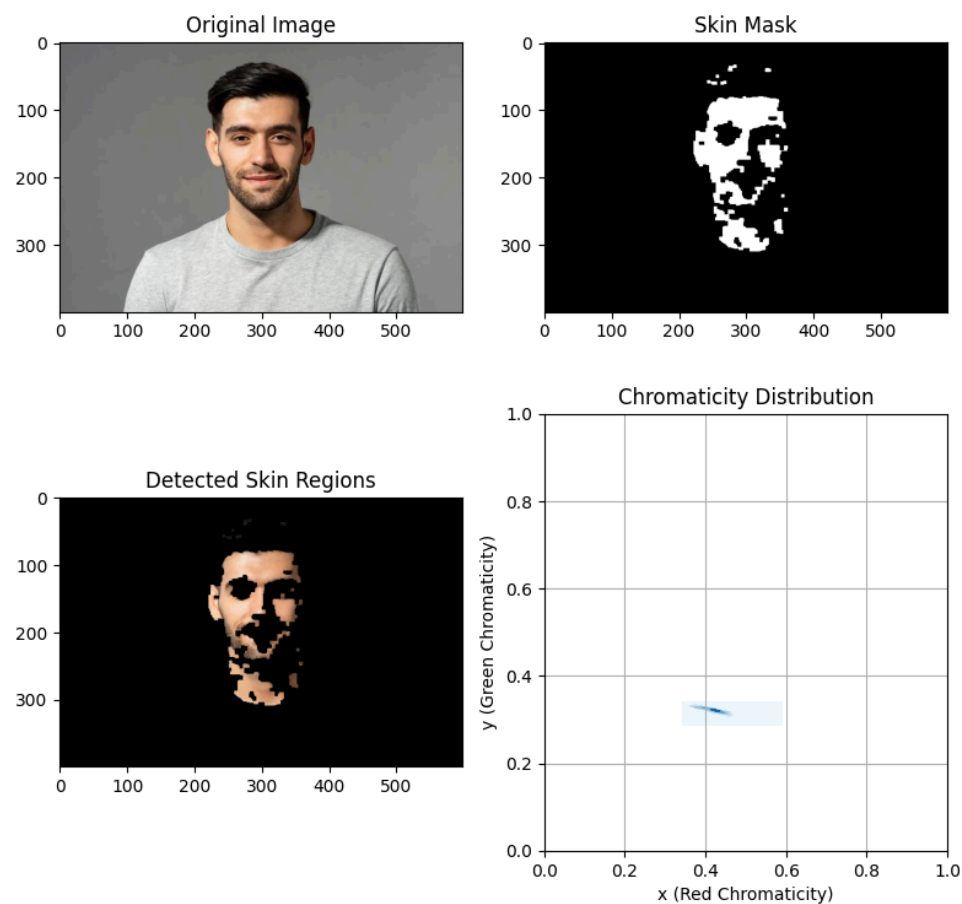 Original Image
0
100
200
300
0 100 200 300 400 500
Skin Mask
0
100
200
300
0 100 200 300 400 500
Detected Skin Regions
0
100
200
300
0 100 200 300 400 500
Chromaticity Distribution
y (Green Chromaticity)
1.0
0.8
0.6
0.4
0.2
0.0
0.0 0.2 0.4 0.6 0.8 1.0
x (Red Chromaticity)